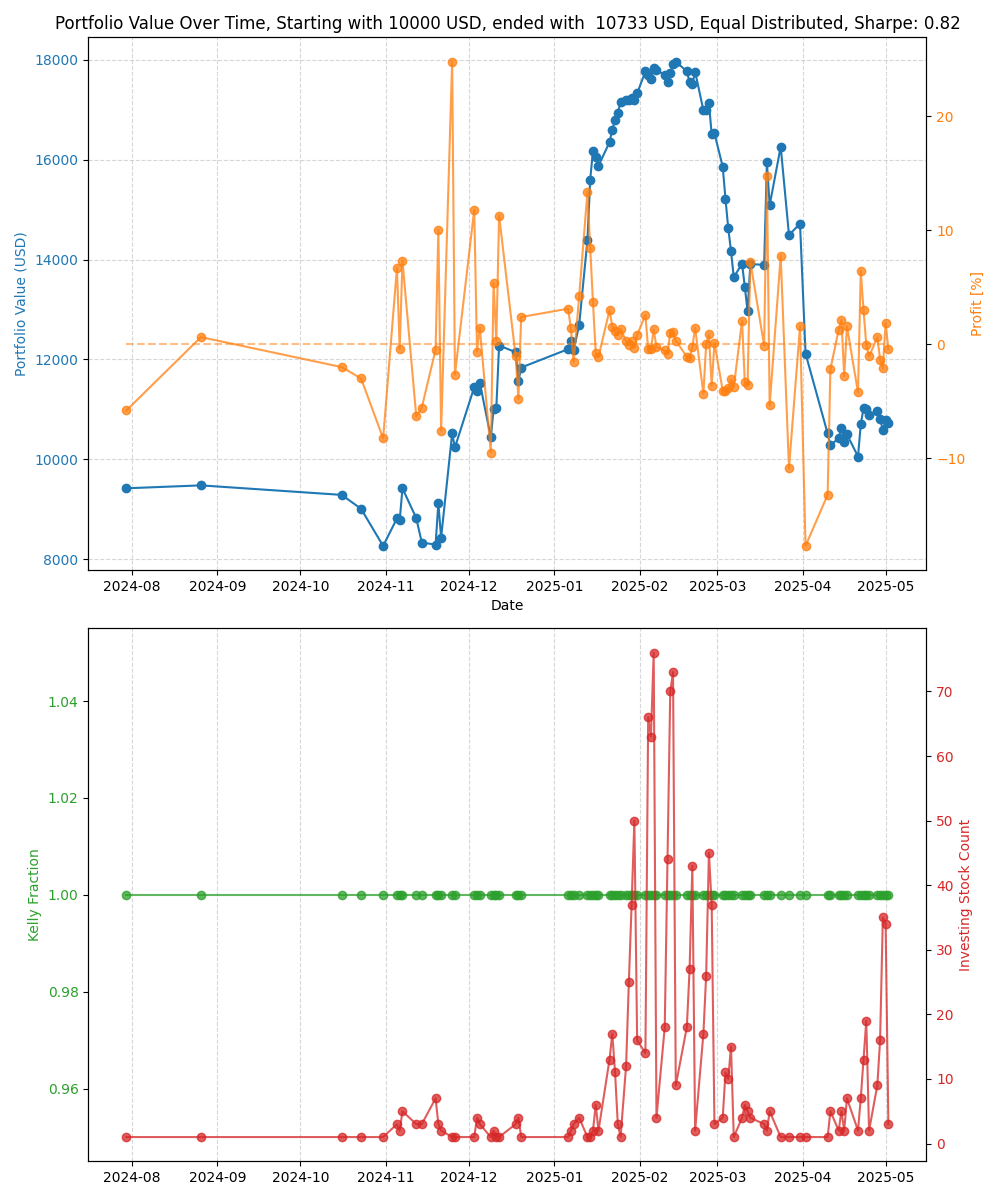 Portfolio Value Over Time, Starting with 10000 USD, ended with  10733 USD, Equal Distributed, Sharpe: 0.82
18000
16000
14000
12000
10000
8000
Portfolio Value (USD)
20
10
0
−10
Profit [%]
2024-08 2024-09 2024-10 2024-11 2024-12 2025-01 2025-02 2025-03 2025-04 2025-05
Date
1.04
1.02
1.00
0.98
0.96
Kelly Fraction
70
60
50
40
30
20
10
0
Investing Stock Count
2024-08 2024-09 2024-10 2024-11 2024-12 2025-01 2025-02 2025-03 2025-04 2025-05